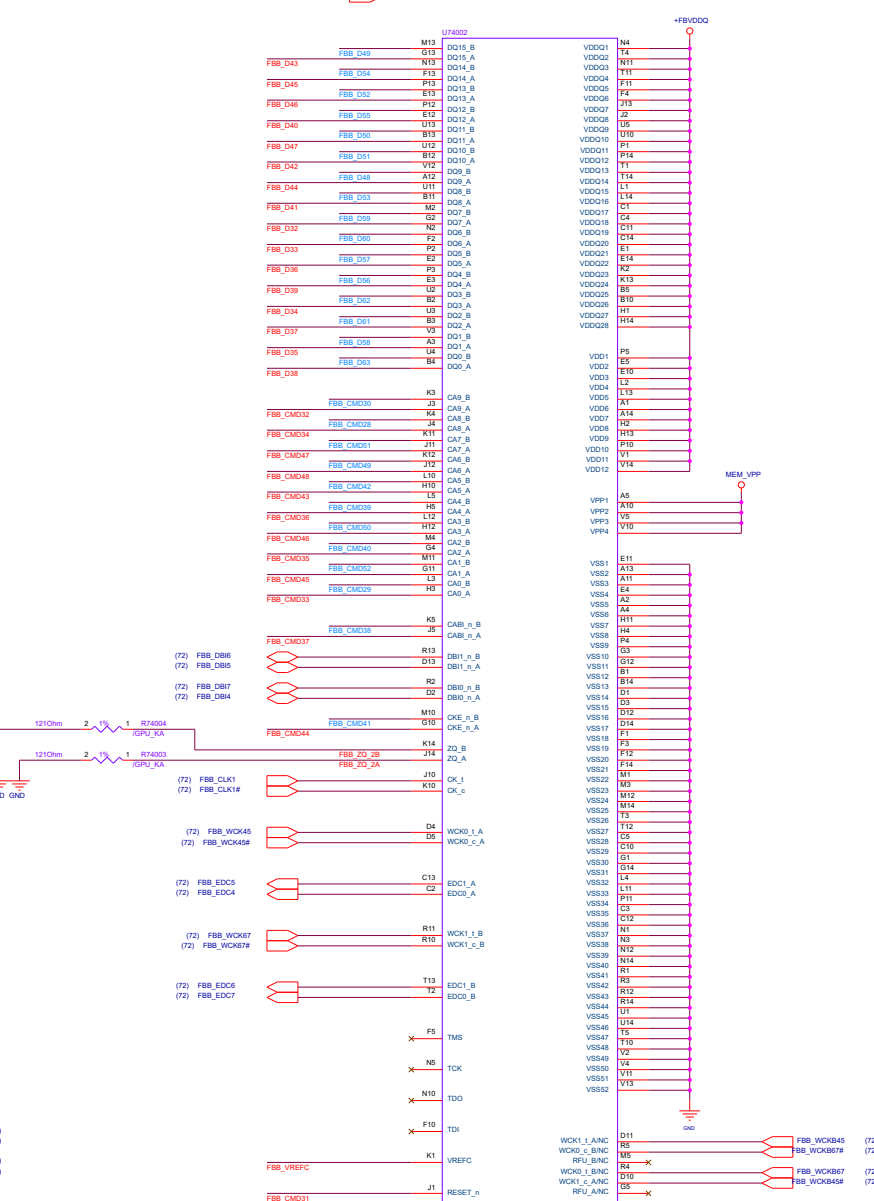 U74002
+FBVDDQ
FBB_D49 M13 DQ15_B
FBB_D43 G13 DQ15_A
FBB_D54 N13 DQ14_B
FBB_D45 F13 DQ14_A
FBB_D52 P13 DQ13_B
FBB_D46 E13 DQ13_A
FBB_D55 P12 DQ12_B
FBB_D40 E12 DQ12_A
FBB_D50 U13 DQ11_B
FBB_D47 B13 DQ11_A
FBB_D51 U12 DQ10_B
FBB_D42 B12 DQ10_A
FBB_D48 V12 DQ9_B
FBB_D44 A12 DQ9_A
FBB_D53 U11 DQ8_B
FBB_D41 B11 DQ8_A
FBB_D59 M2 DQ7_B
FBB_D32 G2 DQ7_A
FBB_D60 N2 DQ6_B
FBB_D33 F2 DQ6_A
FBB_D57 P2 DQ5_B
FBB_D36 E2 DQ5_A
FBB_D56 P3 DQ4_B
FBB_D39 E3 DQ4_A
FBB_D62 U2 DQ3_B
FBB_D34 B2 DQ3_A
FBB_D61 U3 DQ2_B
FBB_D37 B3 DQ2_A
FBB_D58 V3 DQ1_B
FBB_D35 A3 DQ1_A
FBB_D63 U4 DQ0_B
FBB_D38 B4 DQ0_A
FBB_CMD30 K3 CA9_B
FBB_CMD32 J3 CA9_A
FBB_CMD28 K4 CA8_B
FBB_CMD34 J4 CA8_A
FBB_CMD51 K11 CA7_B
FBB_CMD47 J11 CA7_A
FBB_CMD49 K12 CA6_B
FBB_CMD48 J12 CA6_A
FBB_CMD42 L10 CA5_B
FBB_CMD43 H10 CA5_A
FBB_CMD39 L5 CA4_B
FBB_CMD36 H5 CA4_A
FBB_CMD50 L12 CA3_B
FBB_CMD46 H12 CA3_A
FBB_CMD40 M4 CA2_B
FBB_CMD35 G4 CA2_A
FBB_CMD52 M11 CA1_B
FBB_CMD45 G11 CA1_A
FBB_CMD29 L3 CA0_B
FBB_CMD33 H3 CA0_A
FBB_CMD38 K5 CABI_n_B
FBB_CMD37 J5 CABI_n_A
(72) FBB_DBI6 R13 DBI1_n_B
(72) FBB_DBI5 D13 DBI1_n_A
(72) FBB_DBI7 R2 DBI0_n_B
(72) FBB_DBI4 D2 DBI0_n_A
FBB_CMD41 M10 CKE_n_B
FBB_CMD44 G10 CKE_n_A
121Ohm 2 1% 1 R74004
/GPU_KA
K14 ZQ_B
121Ohm 2 1% 1 R74003 FBB_ZQ_2B J14 ZQ_A
/GPU_KA FBB_ZQ_2A
D GND
(72) FBB_CLK1 J10 CK_t
(72) FBB_CLK1# K10 CK_c
(72) FBB_WCK45 D4 WCK0_t_A
(72) FBB_WCK45# D5 WCK0_c_A
(72) FBB_EDC5 C13 EDC1_A
(72) FBB_EDC4 C2 EDC0_A
(72) FBB_WCK67 R11 WCK1_t_B
(72) FBB_WCK67# R10 WCK1_c_B
(72) FBB_EDC6 T13 EDC1_B
(72) FBB_EDC7 T2 EDC0_B
F5 TMS
N5 TCK
N10 TDO
F10 TDI
FBB_VREFC K1 VREFC
FBB_CMD31 J1 RESET_n
VDDQ1 N4
VDDQ2 T4
VDDQ3 N11
VDDQ4 T11
VDDQ5 F11
VDDQ6 F4
VDDQ7 J13
VDDQ8 J2
VDDQ9 U5
VDDQ10 U10
VDDQ11 P1
VDDQ12 P14
VDDQ13 T1
VDDQ14 T14
VDDQ15 L1
VDDQ16 L14
VDDQ17 C1
VDDQ18 C4
VDDQ19 C11
VDDQ20 C14
VDDQ21 E1
VDDQ22 E14
VDDQ23 K2
VDDQ24 K13
VDDQ25 B5
VDDQ26 B10
VDDQ27 H1
VDDQ28 H14
VDD1 P5
VDD2 E5
VDD3 E10
VDD4 L2
VDD5 L13
VDD6 A1
VDD7 A14
VDD8 H2
VDD9 H13
VDD10 P10
VDD11 V1
VDD12 V14
MEM_VPP
VPP1 A5
VPP2 A10
VPP3 V5
VPP4 V10
VSS1 E11
VSS2 A13
VSS3 A11
VSS4 E4
VSS5 A2
VSS6 A4
VSS7 H11
VSS8 H4
VSS9 P4
VSS10 G3
VSS11 G12
VSS12 B1
VSS13 B14
VSS14 D1
VSS15 D3
VSS16 D12
VSS17 D14
VSS18 F1
VSS19 F3
VSS20 F12
VSS21 F14
VSS22 M1
VSS23 M3
VSS24 M12
VSS25 M14
VSS26 T3
VSS27 T12
VSS28 C5
VSS29 C10
VSS30 G1
VSS31 G14
VSS32 L4
VSS33 L11
VSS34 P11
VSS35 C3
VSS36 C12
VSS37 N1
VSS38 N3
VSS39 N12
VSS40 N14
VSS41 R1
VSS42 R3
VSS43 R12
VSS44 R14
VSS45 U1
VSS46 U14
VSS47 T5
VSS48 T10
VSS49 V2
VSS50 V4
VSS51 V11
VSS52 V13
GND
WCK1_t_A/NC D11 FBB_WCKB45 (72
WCK0_c_B/NC R5 FBB_WCKB67# (72
RFU_B/NC M5
WCK0_t_B/NC R4 FBB_WCKB67 (72
WCK1_c_A/NC D10 FBB_WCKB45# (72
RFU_A/NC G5